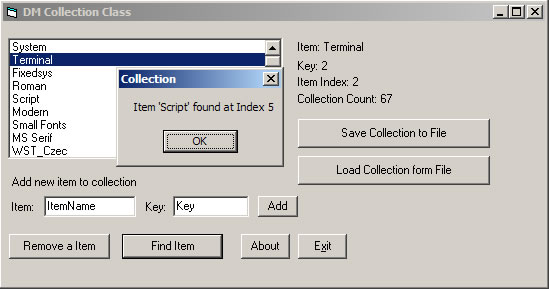 DM Collection Class
System
Terminal
Fixedsys
Roman
Script
Modern
Small Fonts
MS Serif
WST_Czec
Collection
Item 'Script' found at Index 5
OK
Item: Terminal
Key: 2
Item Index: 2
Collection Count: 67
Save Collection to File
Load Collection form File
Add new item to collection
Item: ItemName Key: Key Add
Remove a Item Find Item About Exit